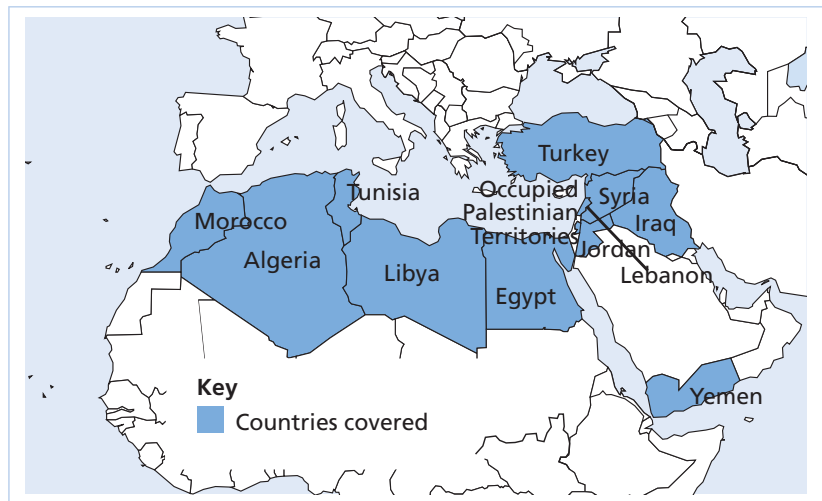 Turkey
Tunisia
Occupied
Palestinian
Territories
Syria
Iraq
Morocco
Jordan
Algeria
Libya
Lebanon
Egypt
Key
Countries covered
Yemen